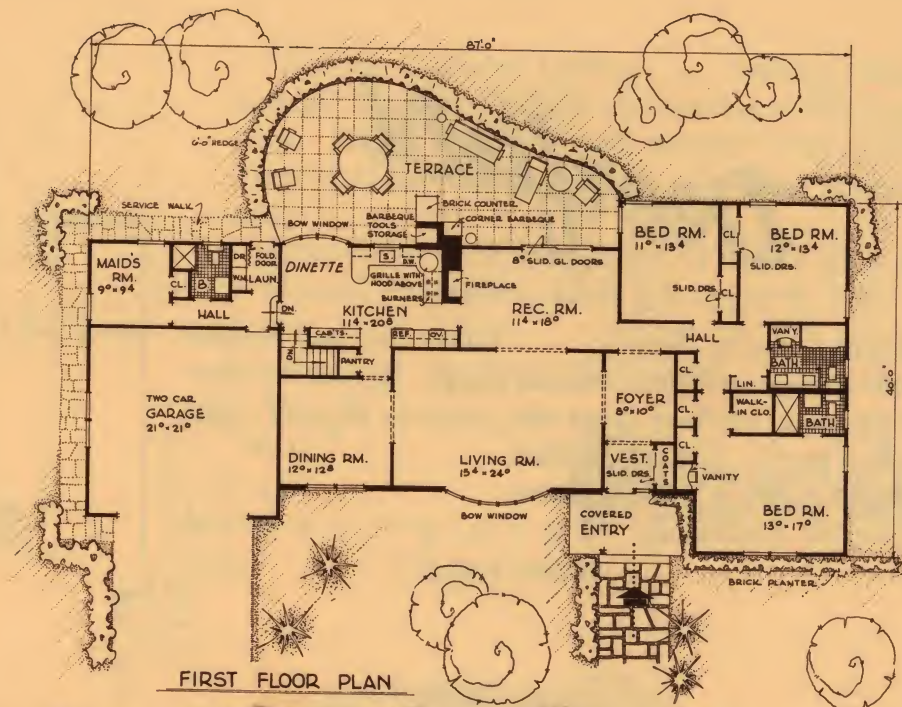 87'-0"
6'-0" HEDGE
TERRACE
SERVICE WALK
BRICK COUNTER
BOW WINDOW
BARBEQUE
TOOLS
STORAGE
CORNER BARBEQUE
BED RM.
11⁰ × 13⁴
CL.
BED RM.
12⁰ × 13⁴
SLID. DRS.
MAID'S
RM.
9⁰ × 9⁴
CL.
B.
DR.
WA.
FOLD.
DOOR
LAUN.
DINETTE
S.
D.W.
GRILLE WITH
HOOD ABOVE
BURNERS
FIREPLACE
8⁰ SLID. GL. DOORS
SLID. DRS.
CL.
HALL
DN.
KITCHEN
11⁴ × 20⁸
REC. RM.
11⁴ × 18⁰
HALL
VAN'Y.
BATH
CAB'TS.
REF.
OV.
DN.
PANTRY
CL.
LIN.
40'-0"
TWO CAR
GARAGE
21⁰ × 21⁰
FOYER
8⁰ × 10⁰
CL.
WALK-
IN CLO.
BATH
DINING RM.
12⁰ × 12⁸
LIVING RM.
15⁴ × 24⁰
VEST.
SLID. DRS.
COATS
CL.
VANITY
BED RM.
13⁰ × 17⁰
BOW WINDOW
COVERED
ENTRY
BRICK PLANTER
FIRST FLOOR PLAN